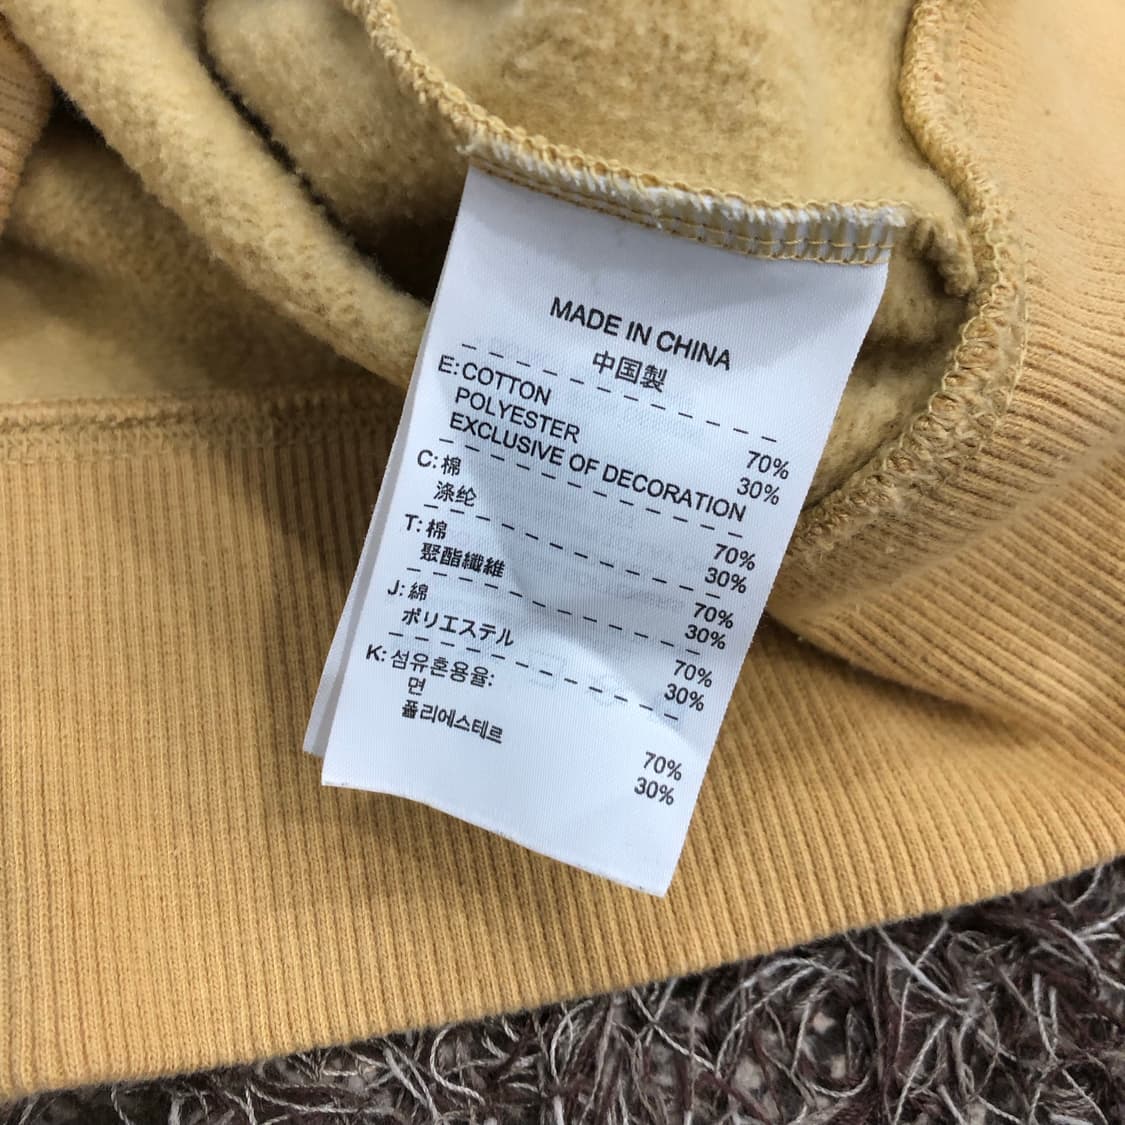 MADE IN CHINA
中国製
E: COTTON 70%
POLYESTER 30%
EXCLUSIVE OF DECORATION
C: 棉 70%
涤纶 30%
T: 棉 70%
聚酯纖維 30%
J: 綿 70%
ポリエステル 30%
K: 섬유혼용율:
면 70%
폴리에스테르 30%